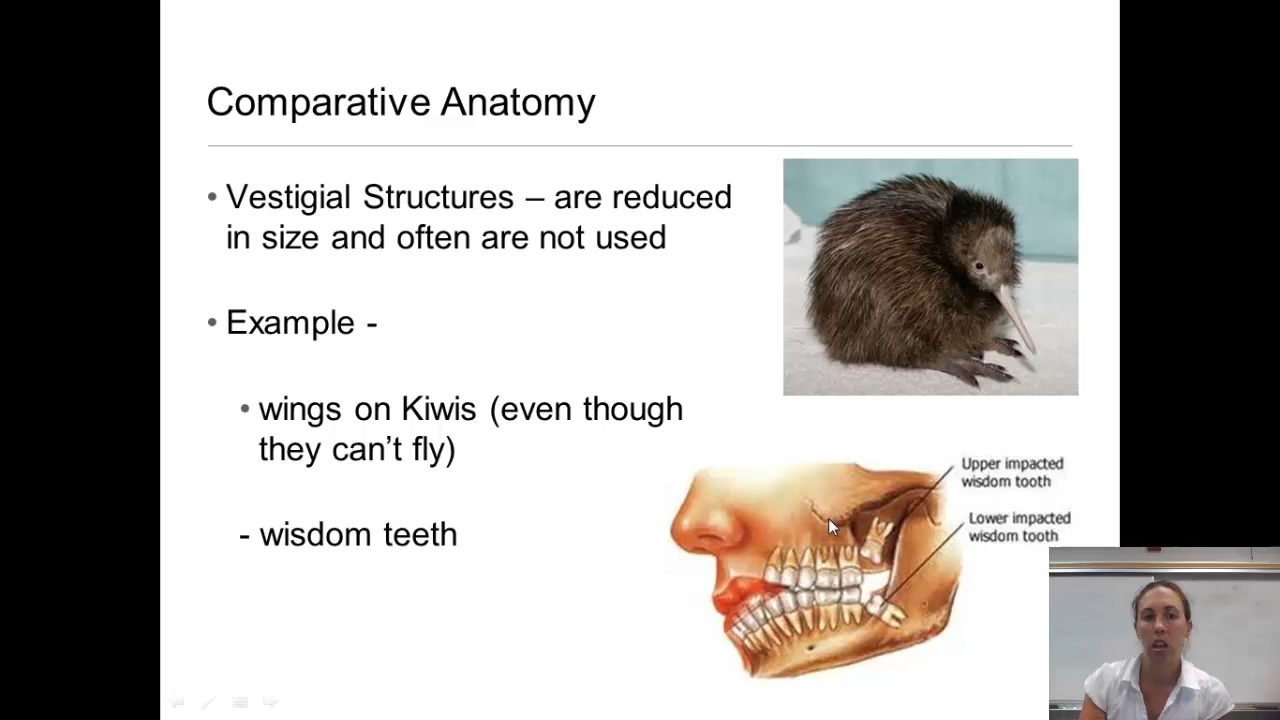 Comparative Anatomy
• Vestigial Structures – are reduced
in size and often are not used
• Example -
• wings on Kiwis (even though
they can’t fly)
- wisdom teeth
Upper impacted
wisdom tooth
Lower impacted
wisdom tooth